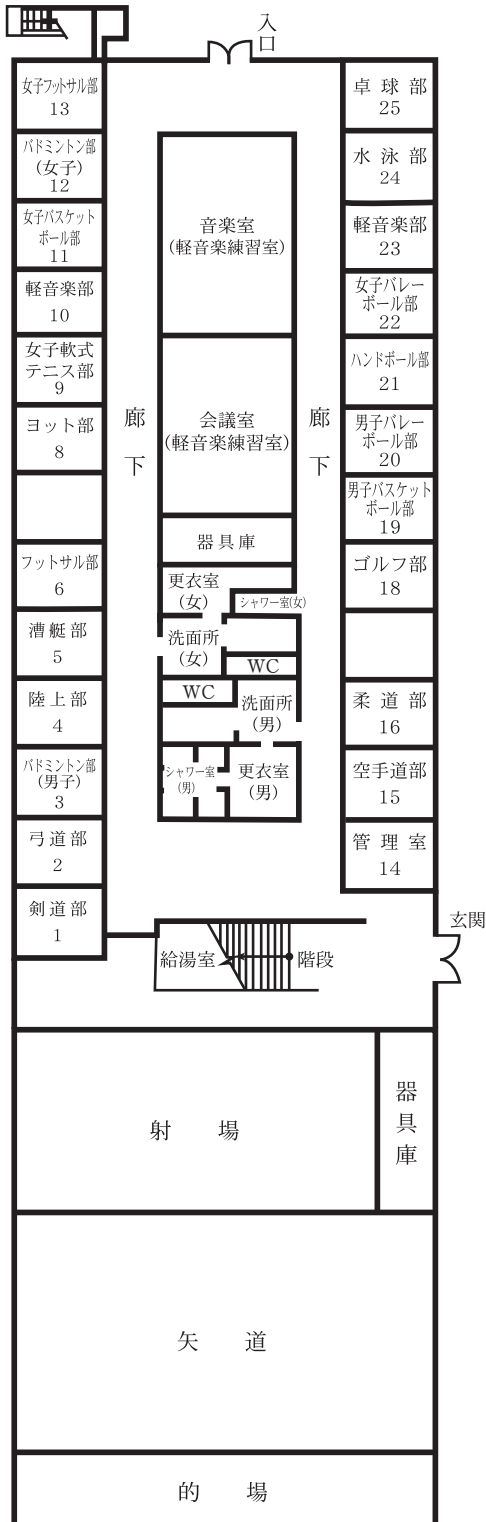 入
口
女子フットサル部
13
バドミントン部
(女子)
12
女子バスケット
ボール部
11
軽音楽部
10
女子軟式
テニス部
9
ヨット部
8
フットサル部
6
漕艇部
5
陸上部
4
バドミントン部
(男子)
3
弓道部
2
剣道部
1
廊
下
音楽室
(軽音楽練習室)
会議室
(軽音楽練習室)
器具庫
更衣室
(女)
シャワー室(女)
洗面所
(女)
WC
WC
洗面所
(男)
シャワー室
(男)
更衣室
(男)
廊
下
卓球部
25
水泳部
24
軽音楽部
23
女子バレー
ボール部
22
ハンドボール部
21
男子バレー
ボール部
20
男子バスケット
ボール部
19
ゴルフ部
18
柔道部
16
空手道部
15
管理室
14
玄関
給湯室
階段
射場
器
具
庫
矢道
的場